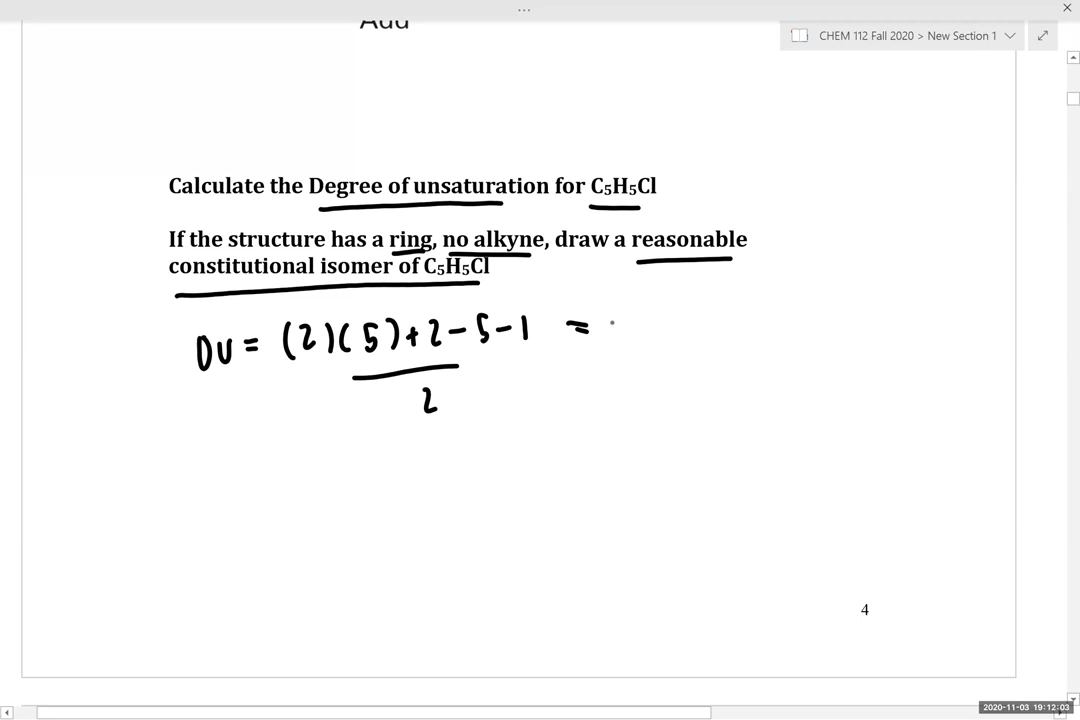 Add
CHEM 112 Fall 2020 > New Section 1
Calculate the Degree of unsaturation for C₅H₅Cl
If the structure has a ring, no alkyne, draw a reasonable
constitutional isomer of C₅H₅Cl
DU = (2)(5)+2-5-1 =
2
4
2020-11-03 19:12:03